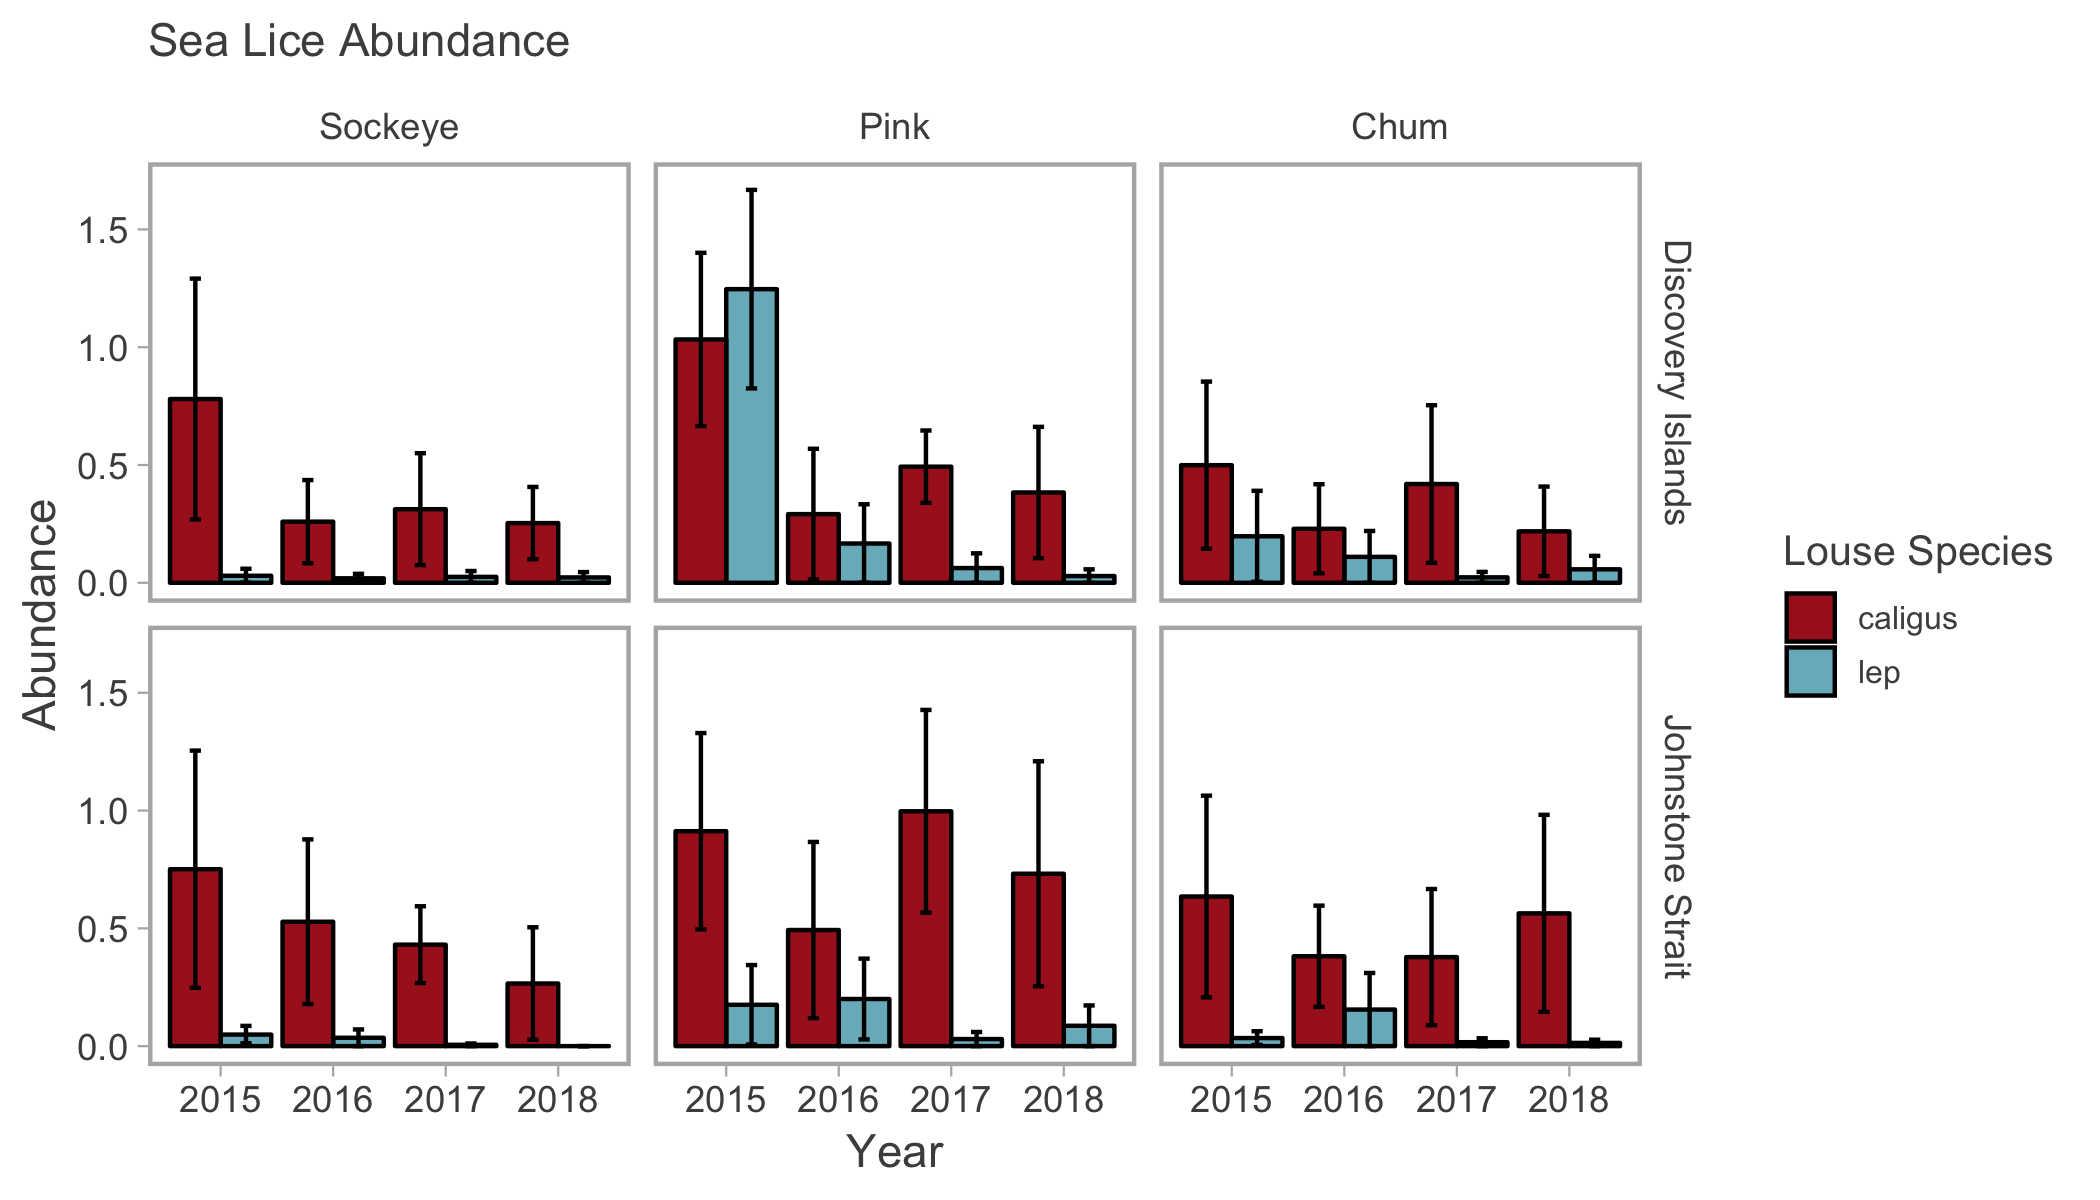 Sea Lice Abundance
Sockeye Pink Chum
1.5
1.0
0.5
0.0
Discovery Islands
Abundance
1.5
1.0
0.5
0.0
Johnstone Strait
2015 2016 2017 2018 2015 2016 2017 2018 2015 2016 2017 2018
Year
Louse Species
caligus
lep